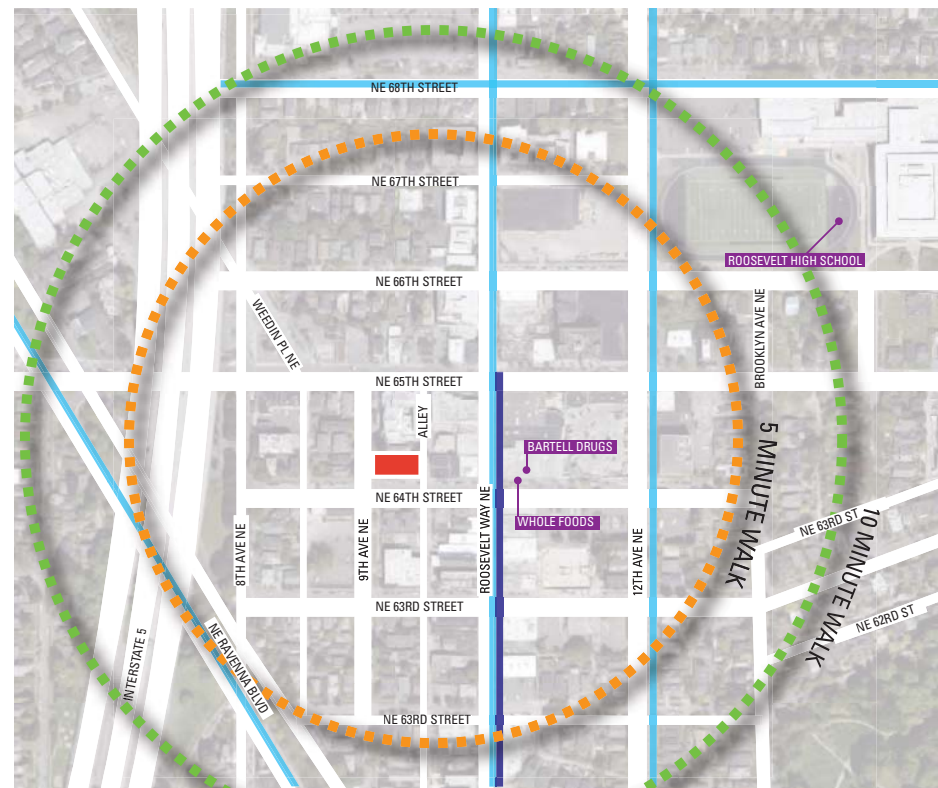 NE 68TH STREET
NE 67TH STREET
ROOSEVELT HIGH SCHOOL
NE 66TH STREET
WEEDIN PL NE
BROOKLYN AVE NE
NE 65TH STREET
ALLEY
5 MINUTE WALK
BARTELL DRUGS
NE 64TH STREET
ROOSEVELT WAY NE
WHOLE FOODS
8TH AVE NE
9TH AVE NE
12TH AVE NE
NE 63RD ST
10 MINUTE WALK
NE 63RD STREET
NE 62RD ST
INTERSTATE 5
NE RAVENNA BLVD
NE 63RD STREET